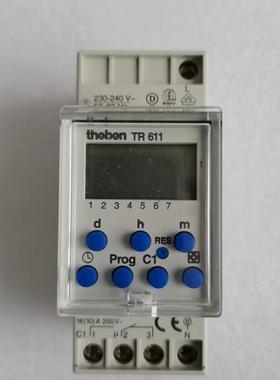 L
230-240 V~
theben TR 611
1
1 2 3 4 5 6 7
d h m
RES
Prog C1
16(10)A 250V~
C1 1 µ 2 3 N